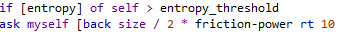 if [entropy] of self > entropy_threshold
ask myself [back size / 2 * friction-power rt 10